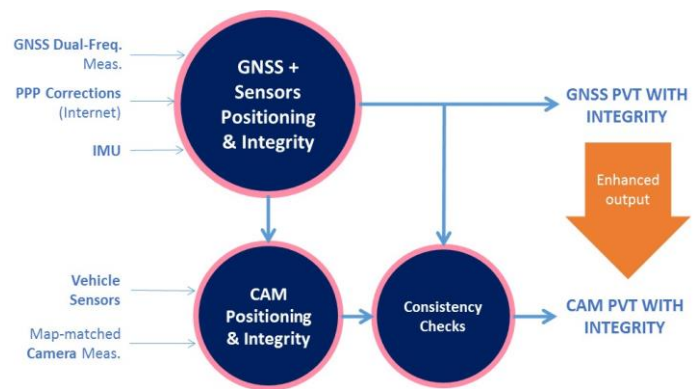 GNSS Dual-Freq.
Meas.
PPP Corrections
(Internet)
IMU
GNSS +
Sensors
Positioning
& Integrity
GNSS PVT WITH
INTEGRITY
Enhanced
output
Vehicle
Sensors
Map-matched
Camera Meas.
CAM
Positioning
& Integrity
Consistency
Checks
CAM PVT WITH
INTEGRITY